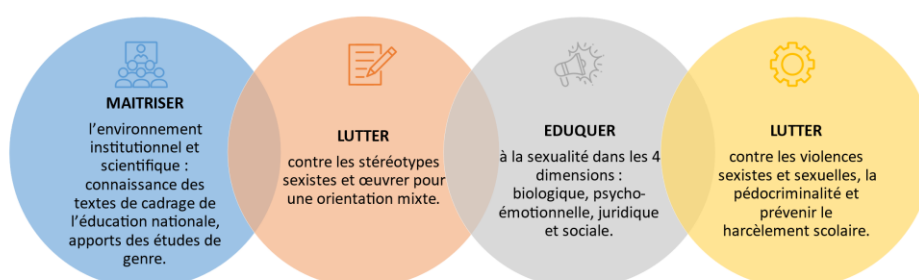 MAITRISER
l’environnement
institutionnel et
scientifique :
connaissance des
textes de cadrage de
l’éducation nationale,
apports des études de
genre.
LUTTER
contre les stéréotypes
sexistes et œuvrer pour
une orientation mixte.
EDUQUER
à la sexualité dans les 4
dimensions :
biologique, psycho-
émotionnelle, juridique
et sociale.
LUTTER
contre les violences
sexistes et sexuelles, la
pédocriminalité et
prévenir le
harcèlement scolaire.